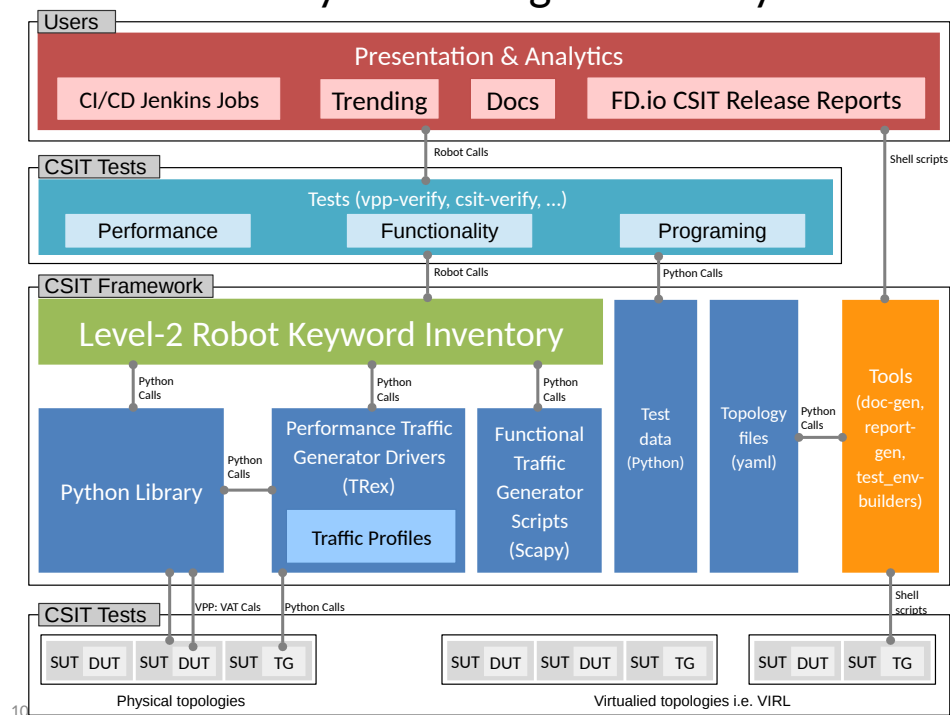 Users
Presentation & Analytics
CI/CD Jenkins Jobs
Trending
Docs
FD.io CSIT Release Reports
Robot Calls
Shell scripts
CSIT Tests
Tests (vpp-verify, csit-verify, ...)
Performance
Functionality
Programing
Robot Calls
Python Calls
CSIT Framework
Level-2 Robot Keyword Inventory
Python
Calls
Python
Calls
Python
Calls
Python Library
Python
Calls
Performance Traffic
Generator Drivers
(TRex)
Traffic Profiles
Functional
Traffic
Generator
Scripts
(Scapy)
Test
data
(Python)
Topology
files
(yaml)
Python
Calls
Tools
(doc-gen,
report-
gen,
test_env-
builders)
VPP: VAT Cals
Python Calls
Shell
scripts
CSIT Tests
SUT DUT SUT DUT SUT TG
SUT DUT SUT DUT SUT TG
SUT DUT SUT TG
Physical topologies
Virtualied topologies i.e. VIRL
10